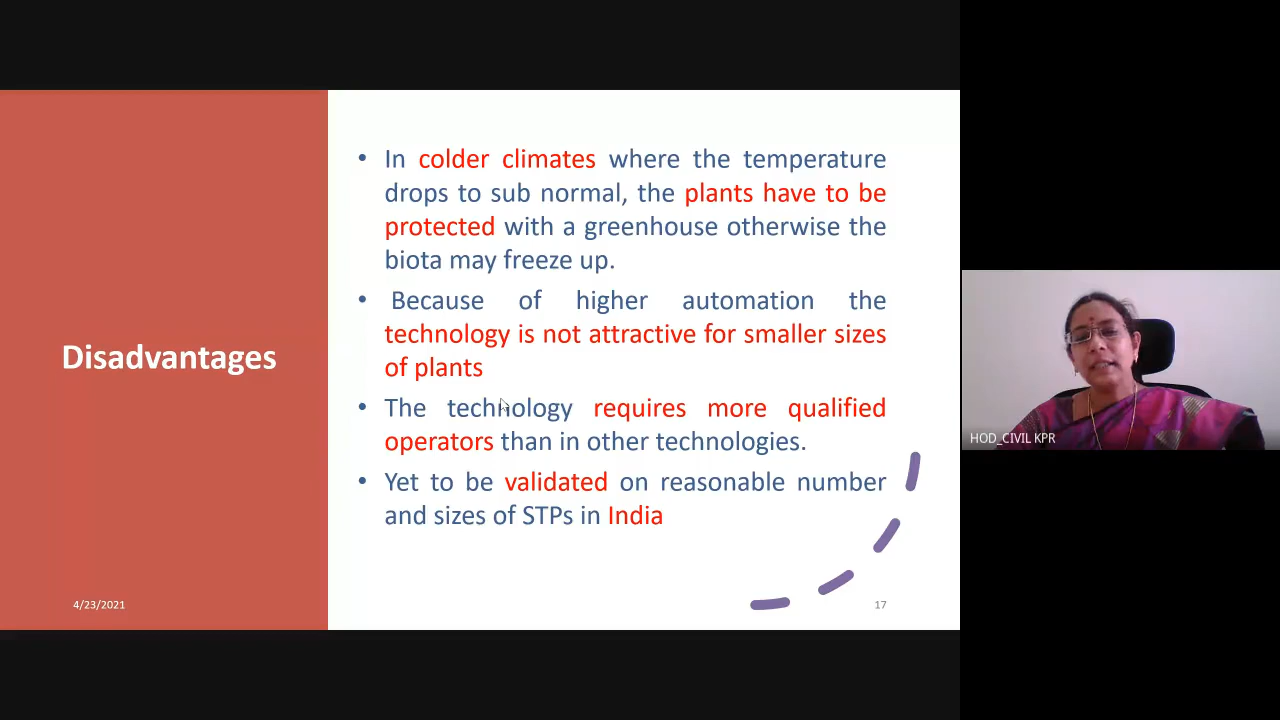 Disadvantages
• In colder climates where the temperature
drops to sub normal, the plants have to be
protected with a greenhouse otherwise the
biota may freeze up.
• Because of higher automation the
technology is not attractive for smaller sizes
of plants
• The technology requires more qualified
operators than in other technologies.
• Yet to be validated on reasonable number
and sizes of STPs in India
4/23/2021
17
HOD_CIVIL KPR